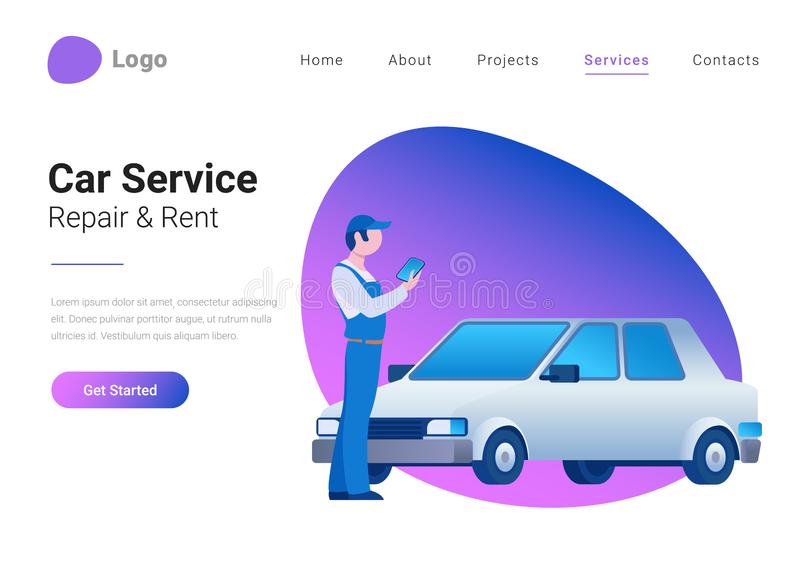 Logo
Home
About
Projects
Services
Contacts
Car Service
Repair & Rent
Lorem ipsum dolor sit amet, consectetur adipiscing
elit. Donec pulvinar porttitor augue, at rutrum nulla
ultricies id. Vestibulum quis aliquam libero.
Get Started
dreamstime.